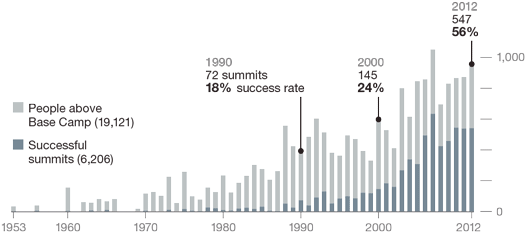 2012
547
56%
1990
72 summits
18% success rate
2000
145
24%
1,000
People above
Base Camp (19,121)
Successful
summits (6,206)
0
1953
1960
1970
1980
1990
2000
2012